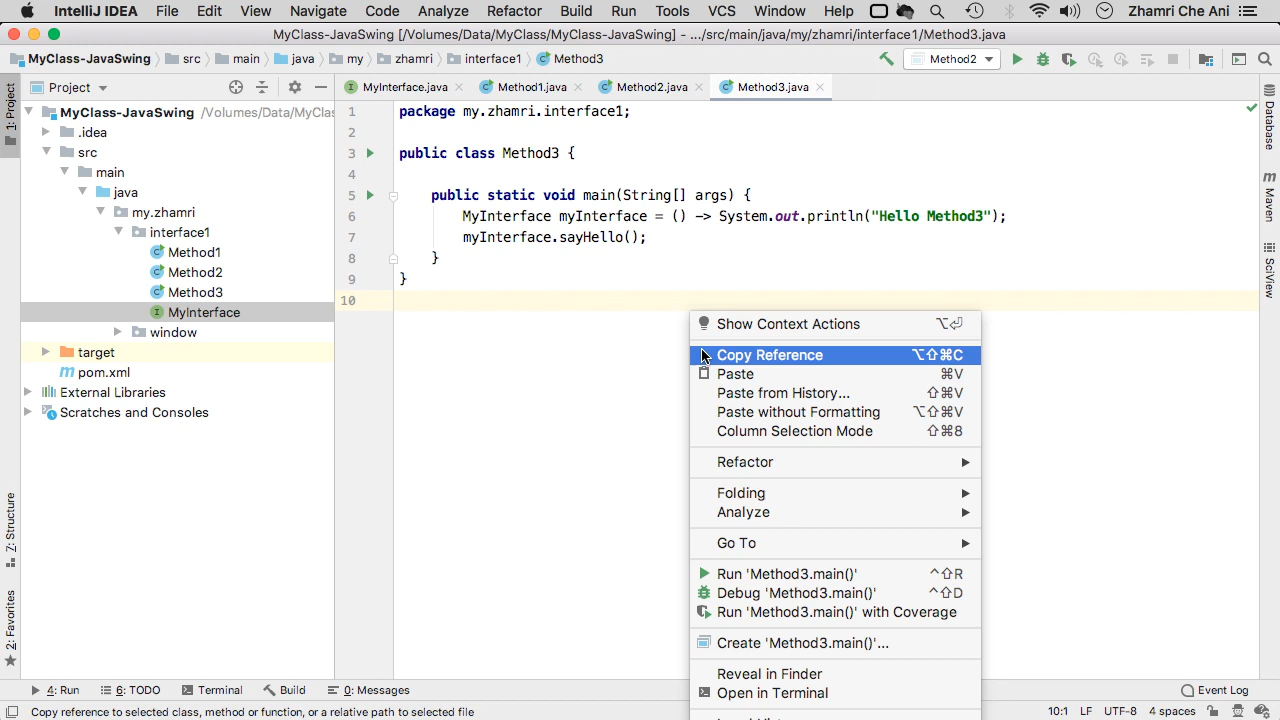 IntelliJ IDEA File Edit View Navigate Code Analyze Refactor Build Run Tools VCS Window Help Zhamri Che Ani
MyClass-JavaSwing [/Volumes/Data/MyClass/MyClass-JavaSwing] - .../src/main/java/my/zhamri/interface1/Method3.java
MyClass-JavaSwing src main java my zhamri interface1 Method3 Method2
1: Project
Project
MyClass-JavaSwing /Volumes/Data/MyClas
.idea
src
main
java
my.zhamri
interface1
Method1
Method2
Method3
MyInterface
window
target
pom.xml
External Libraries
Scratches and Consoles
Z: Structure
2: Favorites
MyInterface.java Method1.java Method2.java Method3.java
1 package my.zhamri.interface1;
2
3 public class Method3 {
4
5 public static void main(String[] args) {
6 MyInterface myInterface = () -> System.out.println("Hello Method3");
7 myInterface.sayHello();
8 }
9 }
10
Show Context Actions ⌥⏎
Copy Reference ⌥⇧⌘C
Paste ⌘V
Paste from History... ⇧⌘V
Paste without Formatting ⌥⇧⌘V
Column Selection Mode ⇧⌘8
Refactor
Folding
Analyze
Go To
Run 'Method3.main()' ^⇧R
Debug 'Method3.main()' ^⇧D
Run 'Method3.main()' with Coverage
Create 'Method3.main()'...
Reveal in Finder
Open in Terminal
Database
Maven
SciView
4: Run 6: TODO Terminal Build 0: Messages Event Log
Copy reference to selected class, method or function, or a relative path to selected file 10:1 LF UTF-8 4 spaces